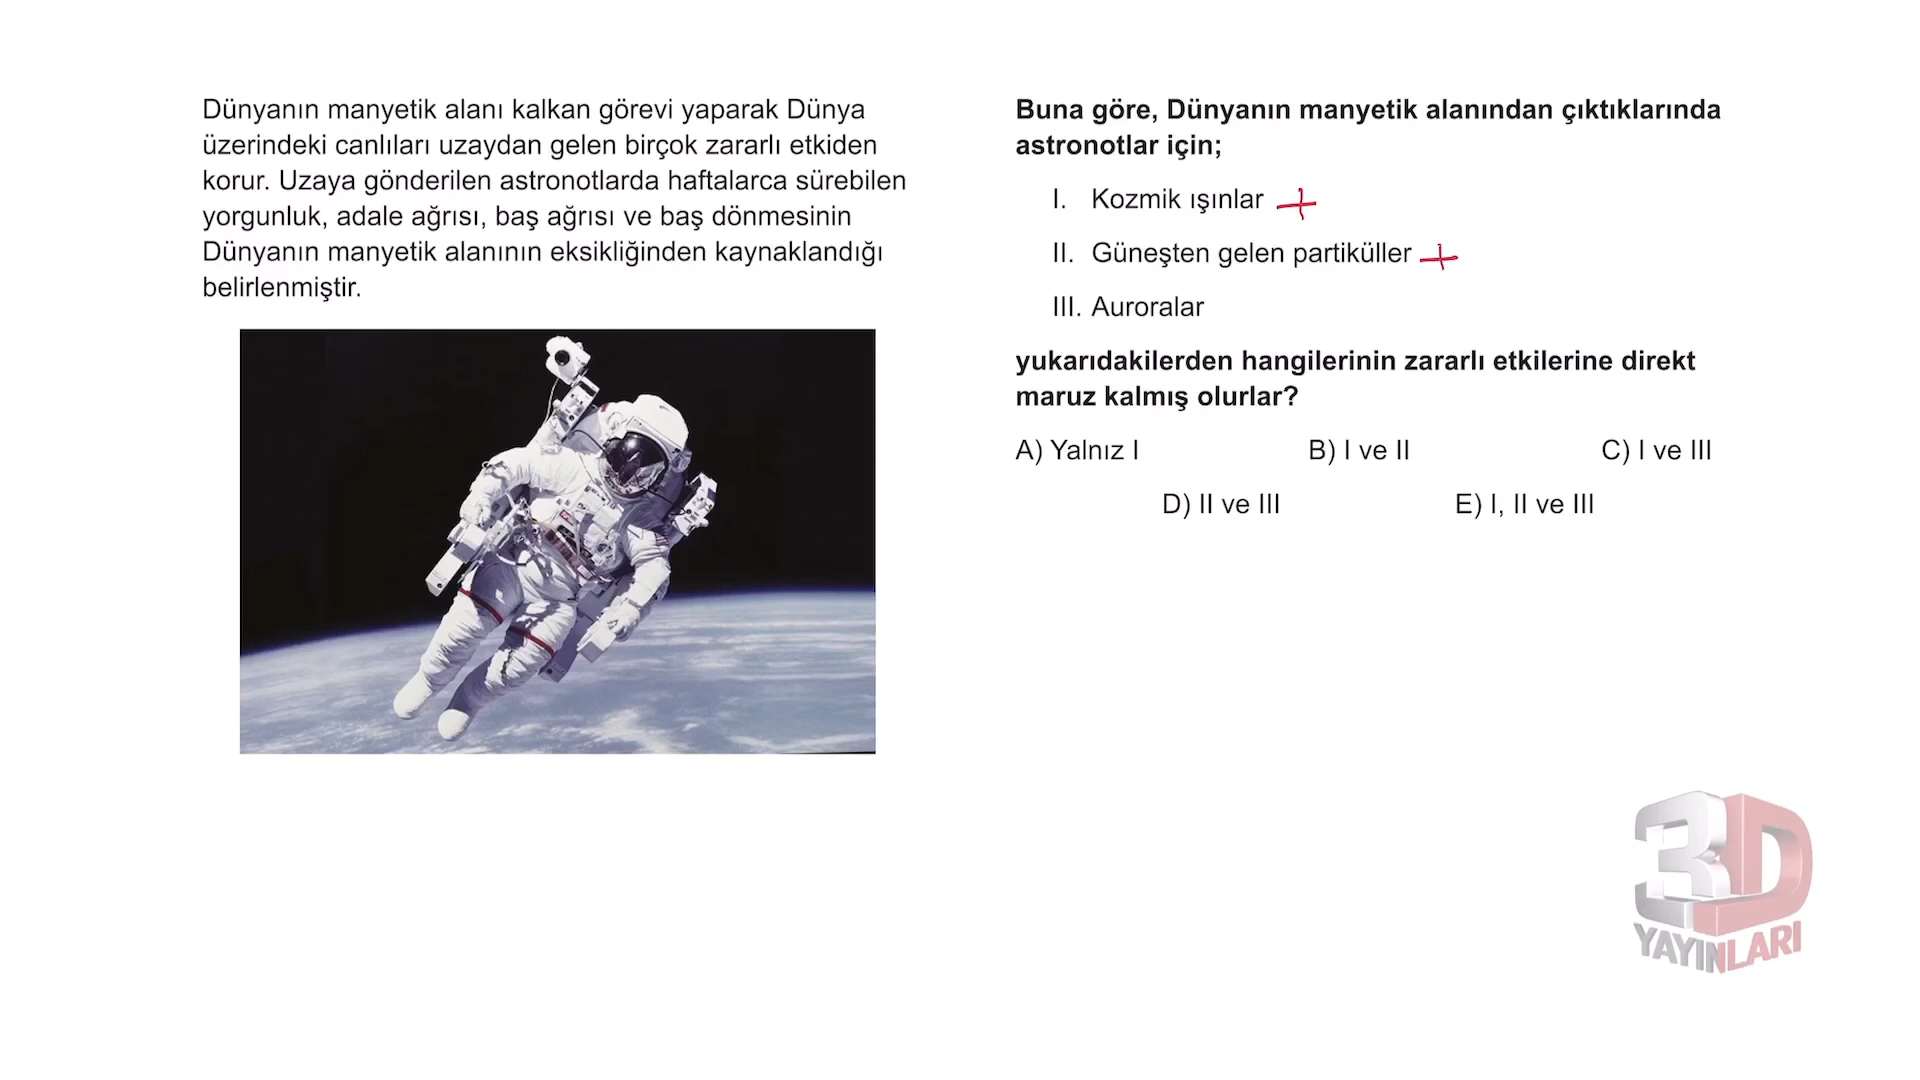 Dünyanın manyetik alanı kalkan görevi yaparak Dünya
üzerindeki canlıları uzaydan gelen birçok zararlı etkiden
korur. Uzaya gönderilen astronotlarda haftalarca sürebilen
yorgunluk, adale ağrısı, baş ağrısı ve baş dönmesinin
Dünyanın manyetik alanının eksikliğinden kaynaklandığı
belirlenmiştir.
Buna göre, Dünyanın manyetik alanından çıktıklarında
astronotlar için;
I. Kozmik ışınlar +
II. Güneşten gelen partiküller +
III. Auroralar
yukarıdakilerden hangilerinin zararlı etkilerine direkt
maruz kalmış olurlar?
A) Yalnız I B) I ve II C) I ve III
D) II ve III E) I, II ve III
3D
YAYINLARI